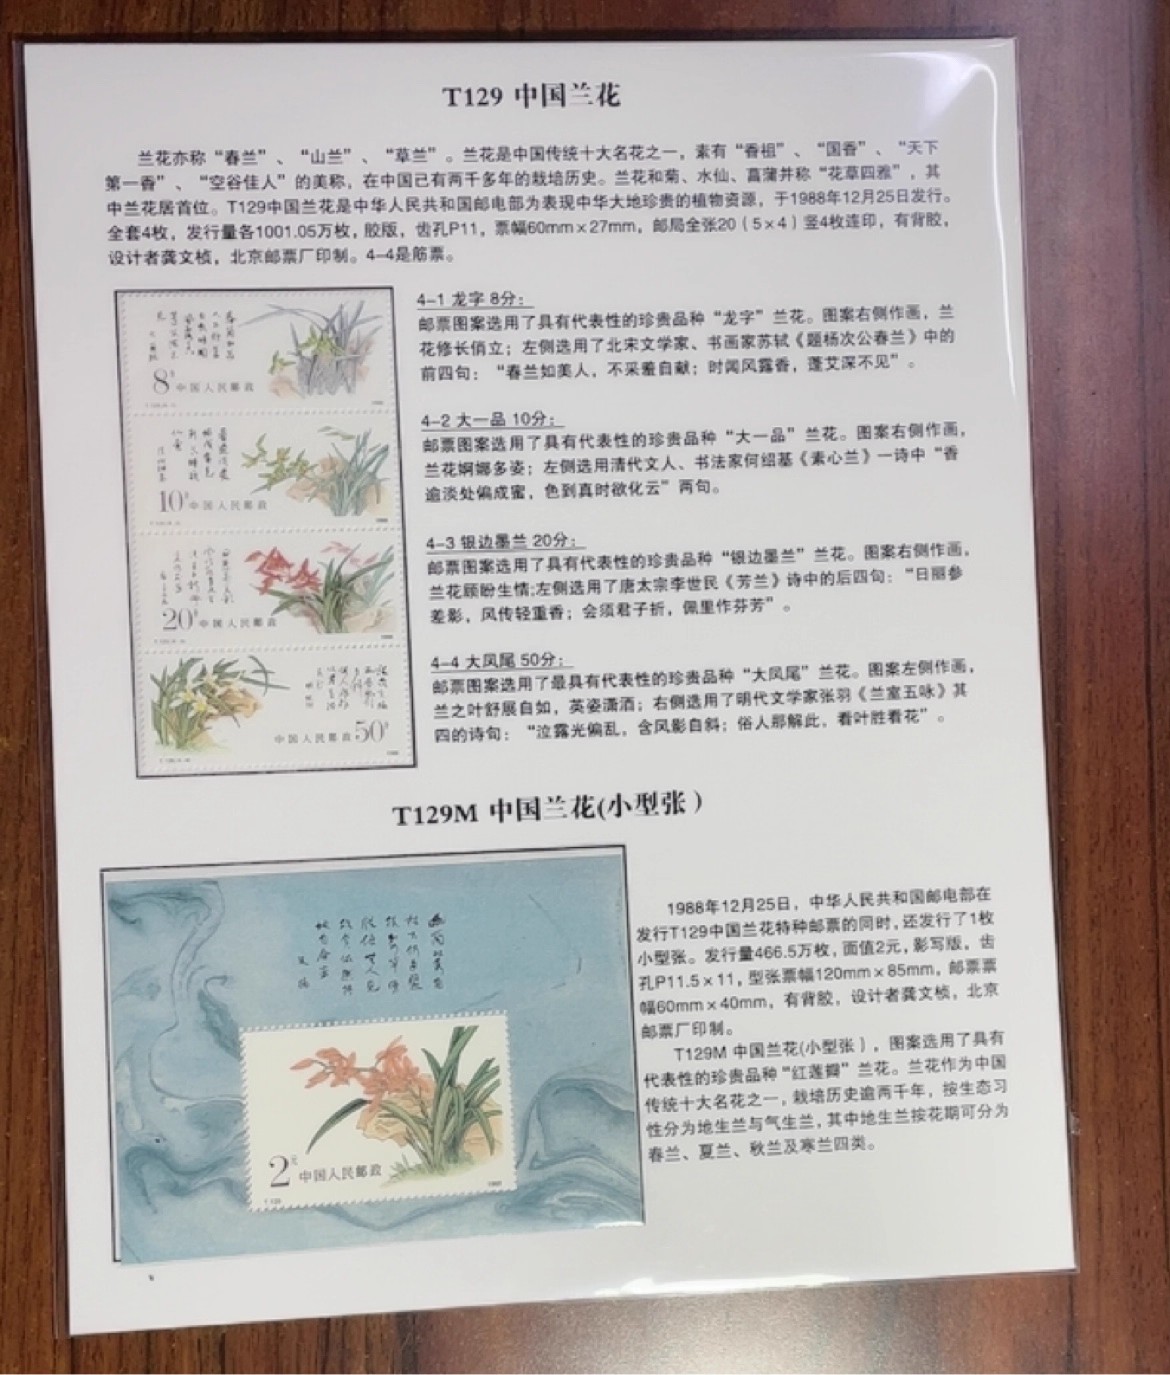 T129 中国兰花
兰花亦称“春兰”、“山兰”、“草兰”。兰花是中国传统十大名花之一，素有“香祖”、“国香”、“天下
第一香”、“空谷佳人”的美称，在中国己有两千多年的栽培历史。兰花和菊、水仙、菖蒲并称“花草四雅”，其
中兰花居首位。T129中国兰花是中华人民共和国邮电部为表现中华大地珍贵的植物资源，于1988年12月25日发行。
全套4枚，发行量各1001.05万枚，胶版，齿孔P11，票幅60mm×27mm，邮局全张20（5×4）竖4枚连印，有背胶，
设计者龚文桢，北京邮票厂印制。4-4是筋票。
4-1 龙字 8分：
邮票图案选用了具有代表性的珍贵品种“龙字”兰花。图案右侧作画，兰
花修长俏立；左侧选用了北宋文学家、书画家苏轼《题杨次公春兰》中的
前四句：“春兰如美人，不采羞自献；时闻风露香，蓬艾深不见”。
4-2 大一品 10分：
邮票图案选用了具有代表性的珍贵品种“大一品”兰花。图案右侧作画，
兰花婀娜多姿；左侧选用清代文人、书法家何绍基《素心兰》一诗中“香
逾淡处偏成蜜，色到真时欲化云”两句。
4-3 银边墨兰 20分：
邮票图案选用了具有代表性的珍贵品种“银边墨兰”兰花。图案右侧作画，
兰花顾盼生情;左侧选用了唐太宗李世民《芳兰》诗中的后四句：“日丽参
差影，风传轻重香；会须君子折，佩里作芬芳”。
4-4 大凤尾 50分：
邮票图案选用了最具有代表性的珍贵品种“大凤尾”兰花。图案左侧作画，
兰之叶舒展自如，英姿潇洒；右侧选用了明代文学家张羽《兰室五咏》其
四的诗句：“泣露光偏乱，含风影自斜；俗人那解此，看叶胜看花”。
8分 中国人民邮政
10分 中国人民邮政
20分 中国人民邮政
中国人民邮政 50分
T129M 中国兰花(小型张）
1988年12月25日，中华人民共和国邮电部在
发行T129中国兰花特种邮票的同时,还发行了1枚
小型张。发行量466.5万枚，面值2元，影写版，齿
孔P11.5×11，型张票幅120mm×85mm，邮票票
幅60mm×40mm，有背胶，设计者龚文桢，北京
邮票厂印制。
T129M 中国兰花(小型张），图案选用了具有
代表性的珍贵品种“红莲瓣”兰花。兰花作为中国
传统十大名花之一，栽培历史逾两千年，按生态习
性分为地生兰与气生兰，其中地生兰按花期可分为
春兰、夏兰、秋兰及寒兰四类。
2元 中国人民邮政
T.129
1988